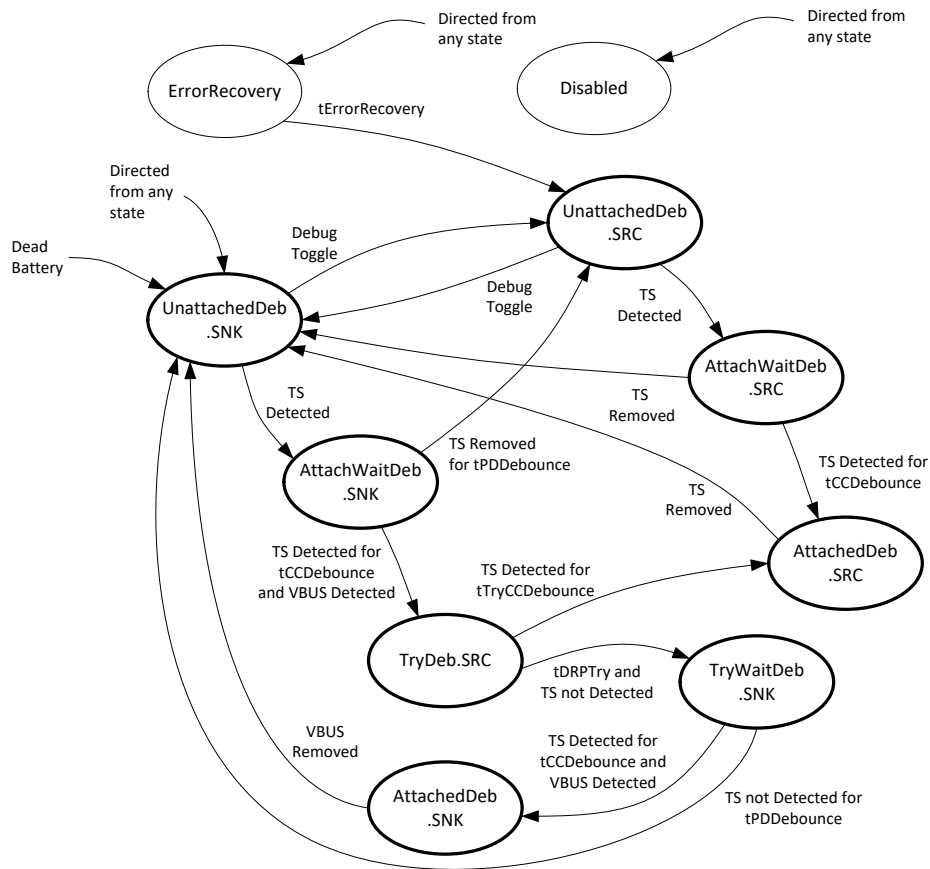 Directed from
any state
Directed from
any state
ErrorRecovery
Disabled
tErrorRecovery
Directed
from any
state
UnattachedDeb
.SRC
Dead
Battery
Debug
Toggle
UnattachedDeb
.SNK
Debug
Toggle
TS
Detected
AttachWaitDeb
.SRC
TS
Detected
TS
Removed
TS Removed
for tPDDebounce
AttachWaitDeb
.SNK
TS Detected for
tCCDebounce
TS
Removed
TS Detected for
tCCDebounce
and VBUS Detected
TS Detected for
tTryCCDebounce
AttachedDeb
.SRC
TryDeb.SRC
tDRPTry and
TS not Detected
TryWaitDeb
.SNK
VBUS
Removed
TS Detected for
tCCDebounce and
VBUS Detected
AttachedDeb
.SNK
TS not Detected for
tPDDebounce